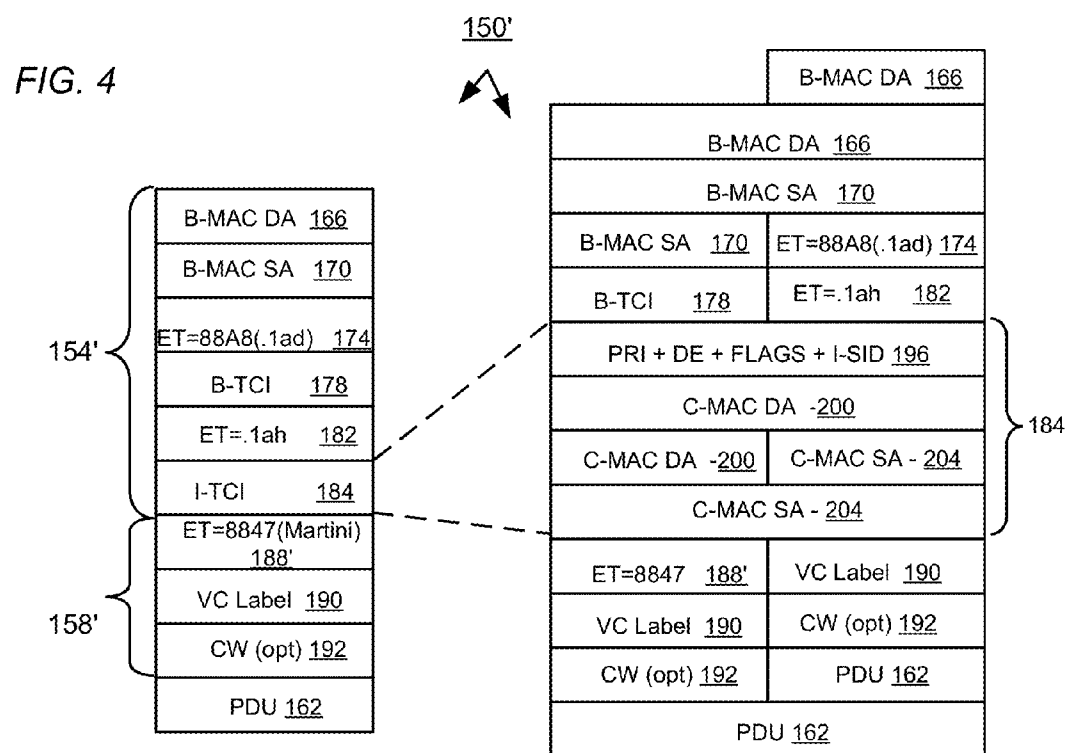 150'
FIG. 4
B-MAC DA 166
B-MAC DA 166
B-MAC SA 170
B-MAC SA 170 ET=88A8(.1ad) 174
B-TCI 178 ET=.1ah 182
PRI + DE + FLAGS + I-SID 196
C-MAC DA -200
C-MAC DA -200 C-MAC SA - 204
C-MAC SA - 204
ET=8847 188' VC Label 190
VC Label 190 CW (opt) 192
CW (opt) 192 PDU 162
PDU 162
184
154'
B-MAC DA 166
B-MAC SA 170
ET=88A8(.1ad) 174
B-TCI 178
ET=.1ah 182
I-TCI 184
158'
ET=8847(Martini)
188'
VC Label 190
CW (opt) 192
PDU 162